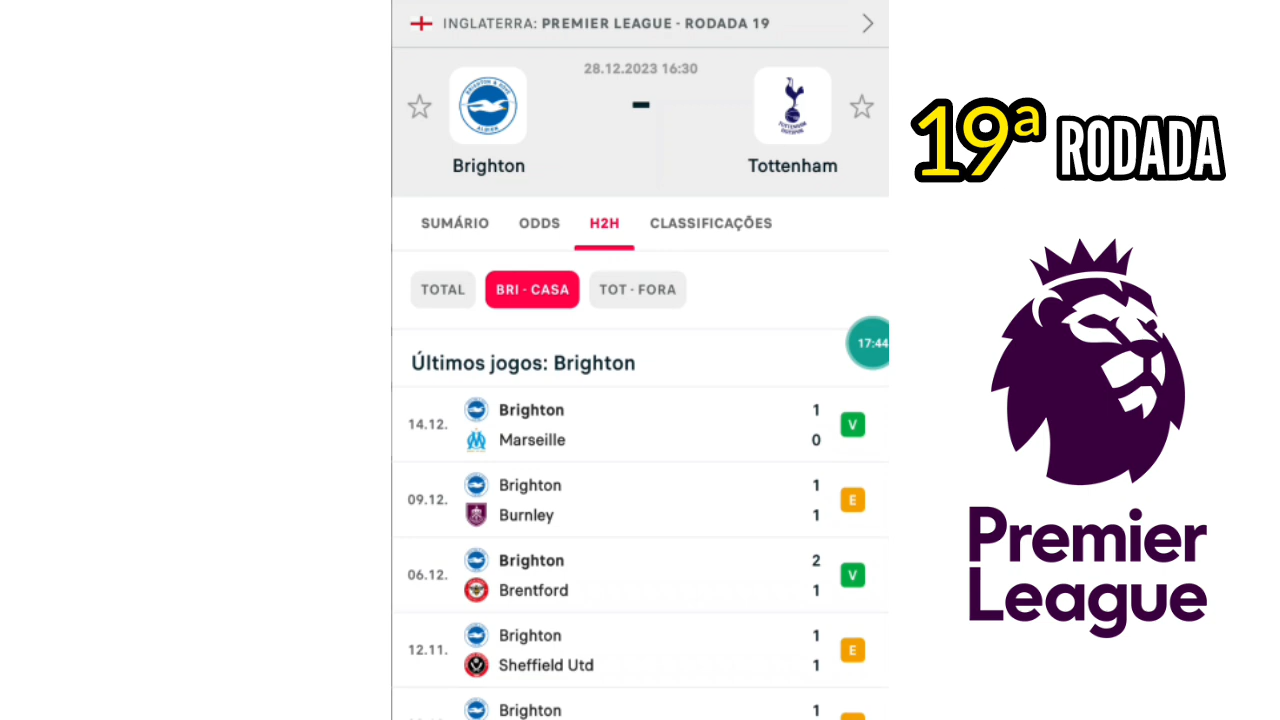 INGLATERRA: PREMIER LEAGUE - RODADA 19
28.12.2023 16:30
-
Brighton
Tottenham
SUMÁRIO ODDS H2H CLASSIFICAÇÕES
TOTAL BRI - CASA TOT - FORA
17:44
Últimos jogos: Brighton
14.12. Brighton 1 V
Marseille 0
09.12. Brighton 1 E
Burnley 1
06.12. Brighton 2 V
Brentford 1
12.11. Brighton 1 E
Sheffield Utd 1
Brighton 1
19ª RODADA
Premier
League